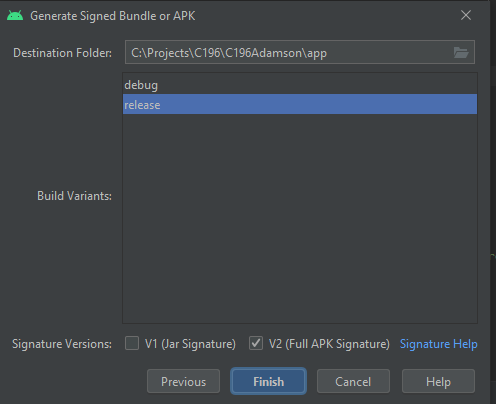 Generate Signed Bundle or APK
Destination Folder: C:\Projects\C196\C196Adamson\app
debug
release
Build Variants:
Signature Versions: V1 (Jar Signature) V2 (Full APK Signature) Signature Help
Previous Finish Cancel Help